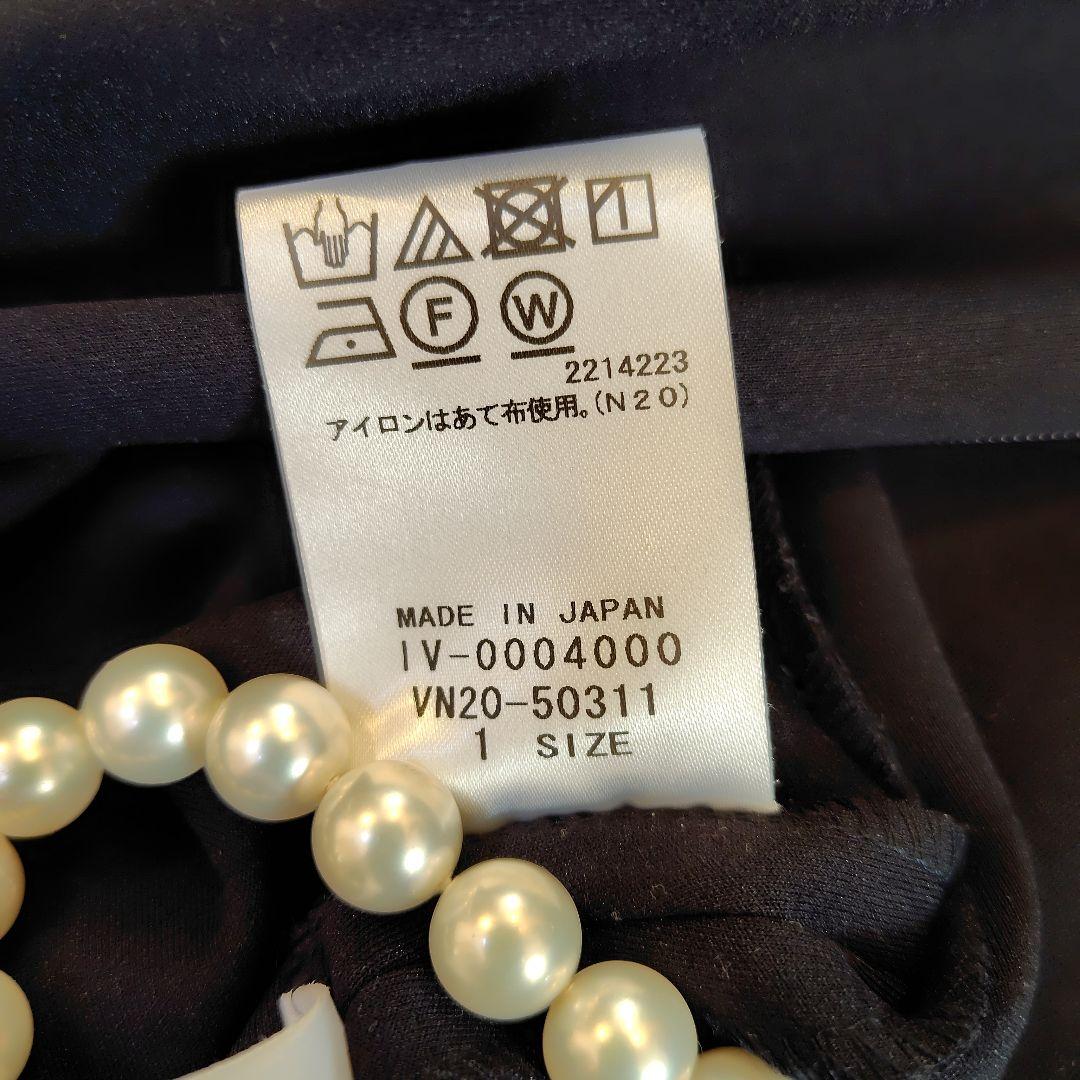 F W
2214223
アイロンはあて布使用。(N20)
MADE IN JAPAN
IV-0004000
VN20-50311
1 SIZE